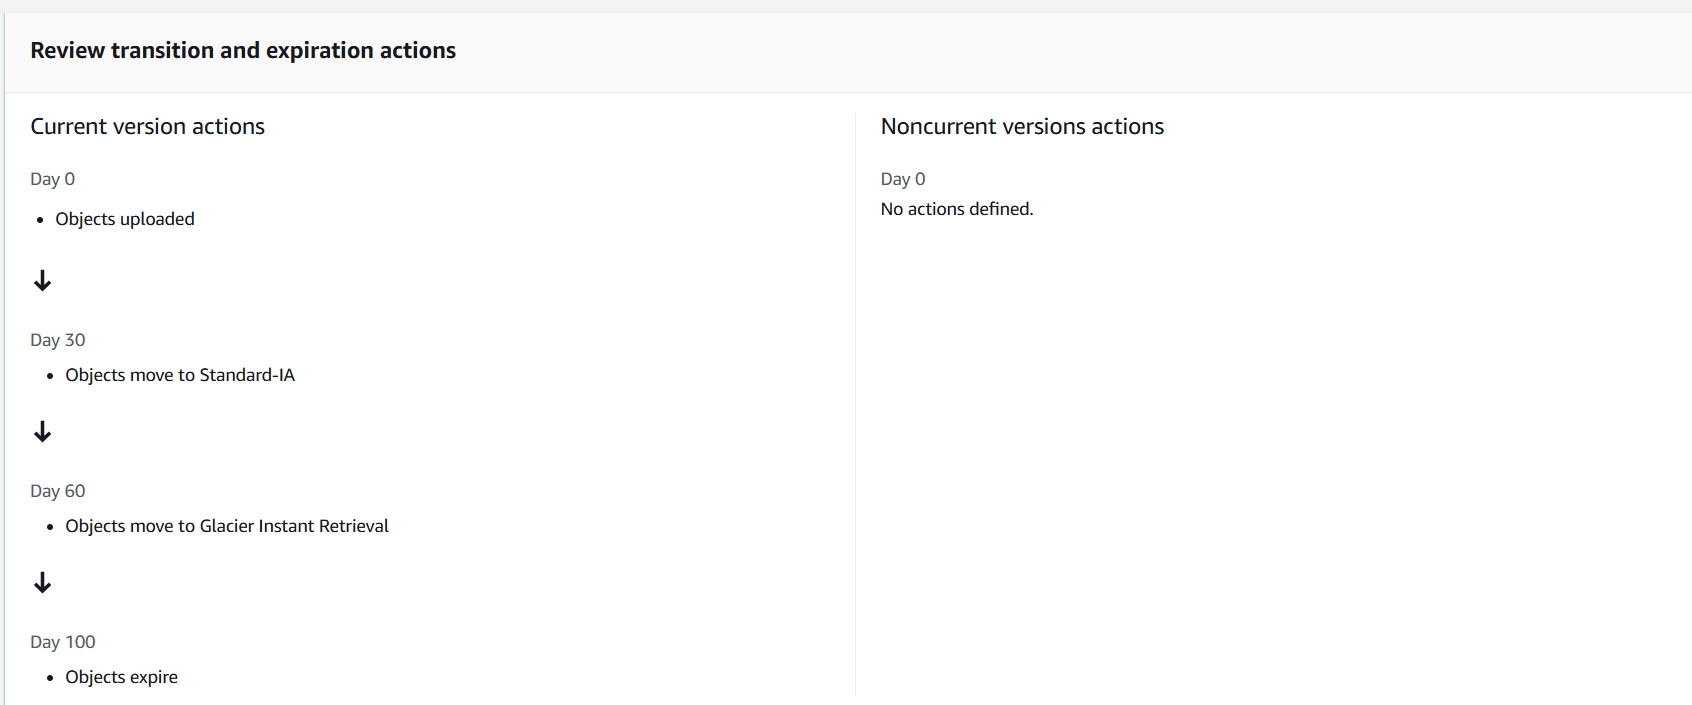 Review transition and expiration actions
Current version actions
Day 0
Objects uploaded
Day 30
Objects move to Standard-IA
Day 60
Objects move to Glacier Instant Retrieval
Day 100
Objects expire
Noncurrent versions actions
Day 0
No actions defined.